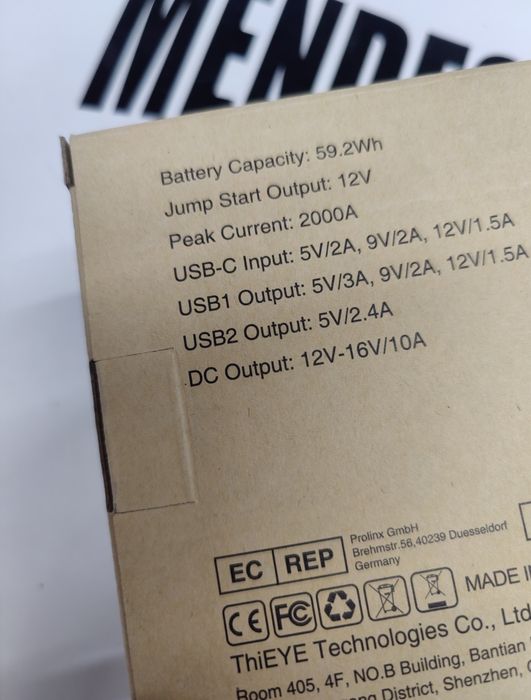 Battery Capacity: 59.2Wh
Jump Start Output: 12V
Peak Current: 2000A
USB-C Input: 5V/2A, 9V/2A, 12V/1.5A
USB1 Output: 5V/3A, 9V/2A, 12V/1.5A
USB2 Output: 5V/2.4A
DC Output: 12V-16V/10A
EC REP
Prolinx GmbH
Brehmstr.56,40239 Duesseldorf
Germany
CE FC
MADE I
ThiEYE Technologies Co., Ltd
Room 405, 4F, NO.B Building, Bantian
District, Shenzhen,